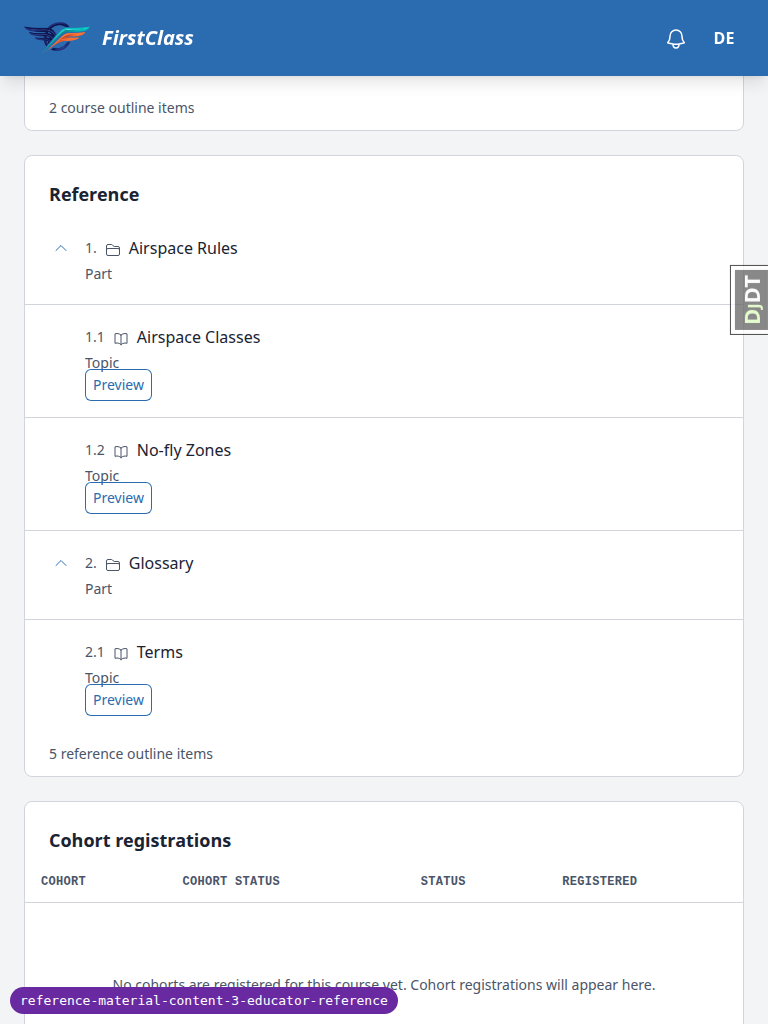 FirstClass
DE
2 course outline items
Reference
1. Airspace Rules
Part
DjDT
1.1 Airspace Classes
Topic
Preview
1.2 No-fly Zones
Topic
Preview
2. Glossary
Part
2.1 Terms
Topic
Preview
5 reference outline items
Cohort registrations
COHORT COHORT STATUS STATUS REGISTERED
No cohorts are registered for this course yet. Cohort registrations will appear here.
reference-material-content-3-educator-reference